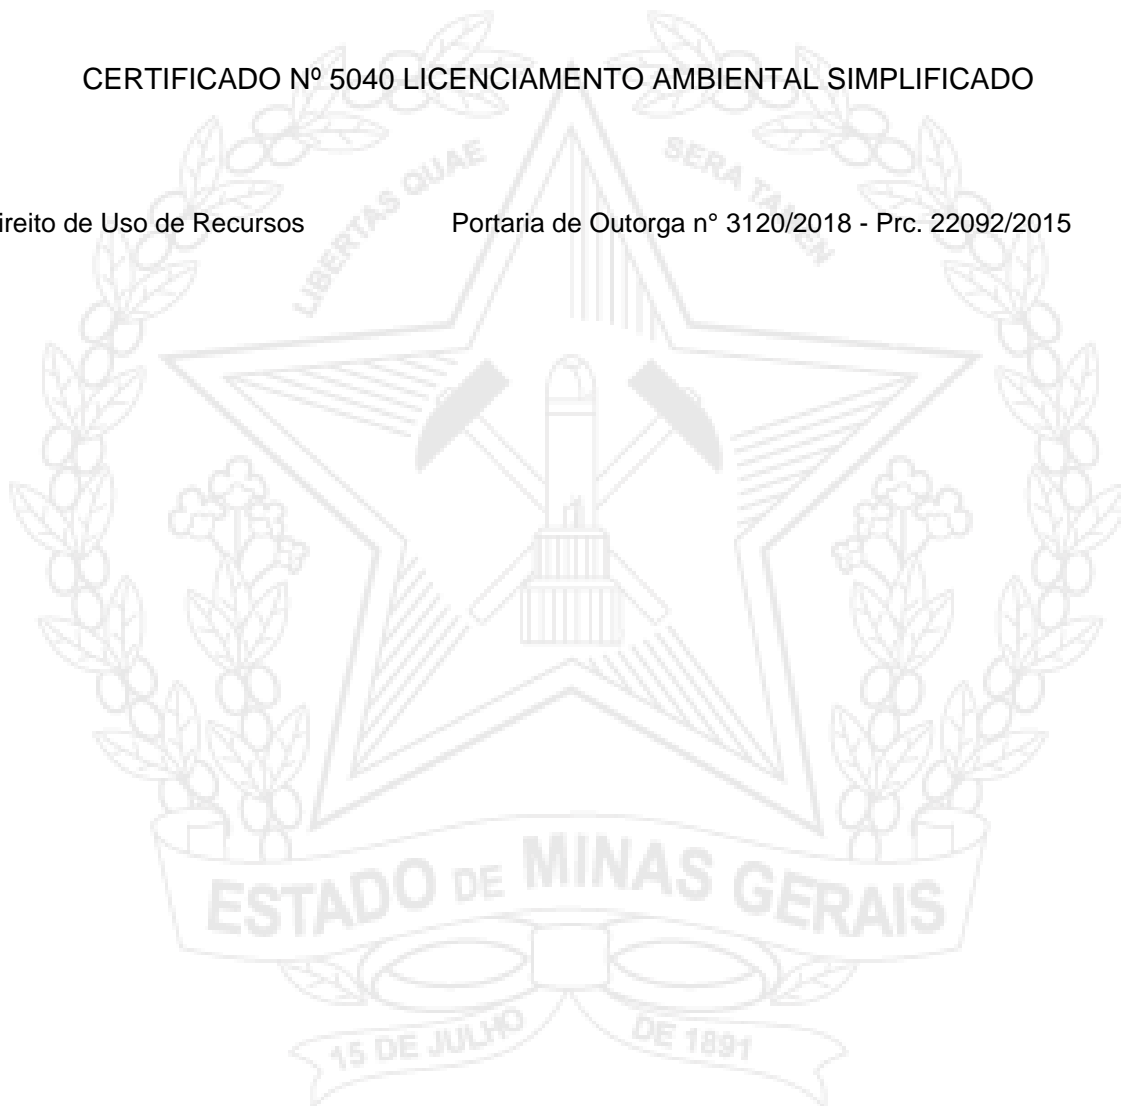 CERTIFICADO Nº 5040 LICENCIAMENTO AMBIENTAL SIMPLIFICADO
LIBERTAS QUAE SERA TAMEN
ireito de Uso de Recursos Portaria de Outorga n° 3120/2018 - Prc. 22092/2015
ESTADO DE MINAS GERAIS
15 DE JULHO DE 1891